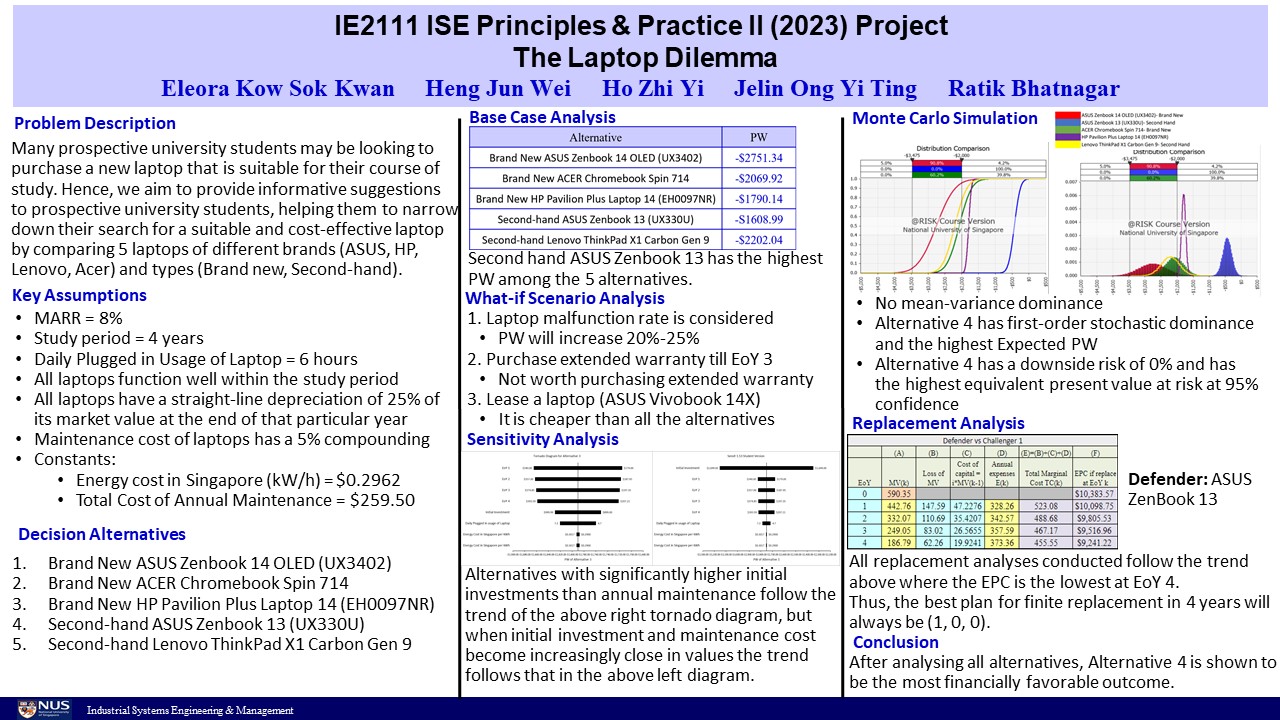 IE2111 ISE Principles & Practice II (2023) Project
The Laptop Dilemma
Eleora Kow Sok Kwan Heng Jun Wei Ho Zhi Yi Jelin Ong Yi Ting Ratik Bhatnagar
Problem Description
Many prospective university students may be looking to
purchase a new laptop that is suitable for their course of
study. Hence, we aim to provide informative suggestions
to prospective university students, helping them to narrow
down their search for a suitable and cost-effective laptop
by comparing 5 laptops of different brands (ASUS, HP,
Lenovo, Acer) and types (Brand new, Second-hand).
Key Assumptions
• MARR = 8%
• Study period = 4 years
• Daily Plugged in Usage of Laptop = 6 hours
• All laptops function well within the study period
• All laptops have a straight-line depreciation of 25% of
its market value at the end of that particular year
• Maintenance cost of laptops has a 5% compounding
• Constants:
• Energy cost in Singapore (kW/h) = $0.2962
• Total Cost of Annual Maintenance = $259.50
Decision Alternatives
1. Brand New ASUS Zenbook 14 OLED (UX3402)
2. Brand New ACER Chromebook Spin 714
3. Brand New HP Pavilion Plus Laptop 14 (EH0097NR)
4. Second-hand ASUS Zenbook 13 (UX330U)
5. Second-hand Lenovo ThinkPad X1 Carbon Gen 9
Base Case Analysis
Alternative PW
Brand New ASUS Zenbook 14 OLED (UX3402) -$2751.34
Brand New ACER Chromebook Spin 714 -$2069.92
Brand New HP Pavilion Plus Laptop 14 (EH0097NR) -$1790.14
Second-hand ASUS Zenbook 13 (UX330U) -$1608.99
Second-hand Lenovo ThinkPad X1 Carbon Gen 9 -$2202.04
Second hand ASUS Zenbook 13 has the highest
PW among the 5 alternatives.
What-if Scenario Analysis
1. Laptop malfunction rate is considered
• PW will increase 20%-25%
2. Purchase extended warranty till EoY 3
• Not worth purchasing extended warranty
3. Lease a laptop (ASUS Vivobook 14X)
• It is cheaper than all the alternatives
Sensitivity Analysis
Alternatives with significantly higher initial
investments than annual maintenance follow the
trend of the above right tornado diagram, but
when initial investment and maintenance cost
become increasingly close in values the trend
follows that in the above left diagram.
Monte Carlo Simulation
ASUS Zenbook 14 OLED (UX3402)- Brand New
ASUS Zenbook 13 (UX330U)- Second Hand
ACER Chromebook Spin 714- Brand New
HP Pavilion Plus Laptop 14 (EH0097NR)
Lenovo ThinkPad X1 Carbon Gen 9- Second Hand
Distribution Comparison
-$3,475 -$2,000
5.0% 90.8% 4.2%
0.0% 0.0% 100.0%
0.0% 60.2% 39.8%
@RISK Course Version
National University of Singapore
Distribution Comparison
-$3,475 -$2,000
5.0% 90.8% 4.2%
0.0% 0.0% 100.0%
0.0% 60.2% 39.8%
@RISK Course Version
National University of Singapore
• No mean-variance dominance
• Alternative 4 has first-order stochastic dominance
and the highest Expected PW
• Alternative 4 has a downside risk of 0% and has
the highest equivalent present value at risk at 95%
confidence
Replacement Analysis
Defender vs Challenger 1
(A) (B) (C) (D) (E)=(B)+(C)+(D) (F)
EoY MV(k) Loss of MV Cost of capital = i*MV(k-1) Annual expenses E(k) Total Marginal Cost TC(k) EPC if replace at EoY k
0 590.35 $10,383.57
1 442.76 147.59 47.2276 328.26 523.08 $10,098.75
2 332.07 110.69 35.4207 342.57 488.68 $9,805.53
3 249.05 83.02 26.5655 357.59 467.17 $9,516.96
4 186.79 62.26 19.9241 373.36 455.55 $9,241.22
Defender: ASUS
ZenBook 13
All replacement analyses conducted follow the trend
above where the EPC is the lowest at EoY 4.
Thus, the best plan for finite replacement in 4 years will
always be (1, 0, 0).
Conclusion
After analysing all alternatives, Alternative 4 is shown to
be the most financially favorable outcome.
NUS
National University
of Singapore
Industrial Systems Engineering & Management